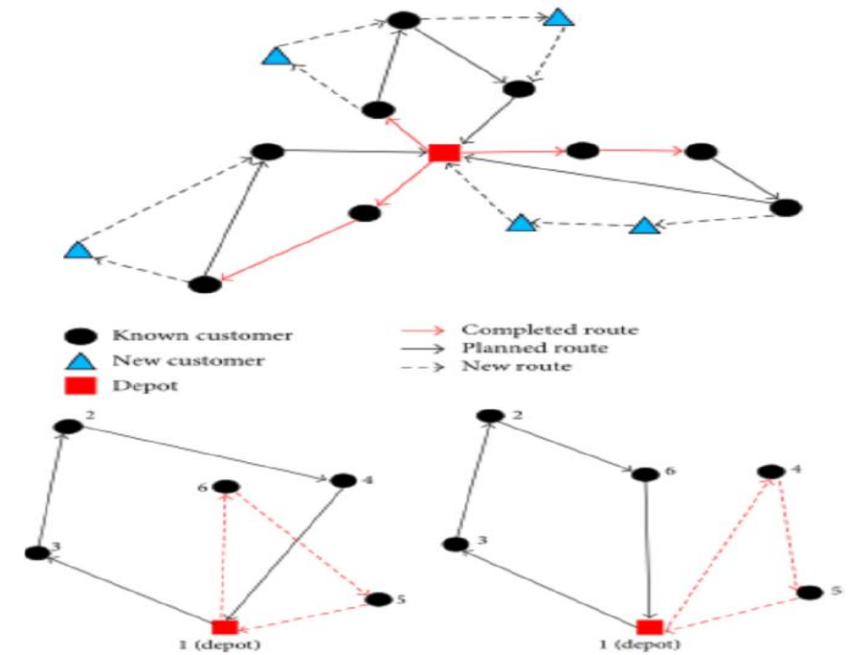 Known customer
New customer
Depot
Completed route
Planned route
New route
2
6
4
3
5
1 (depot)
2
6
4
3
5
1 (depot)